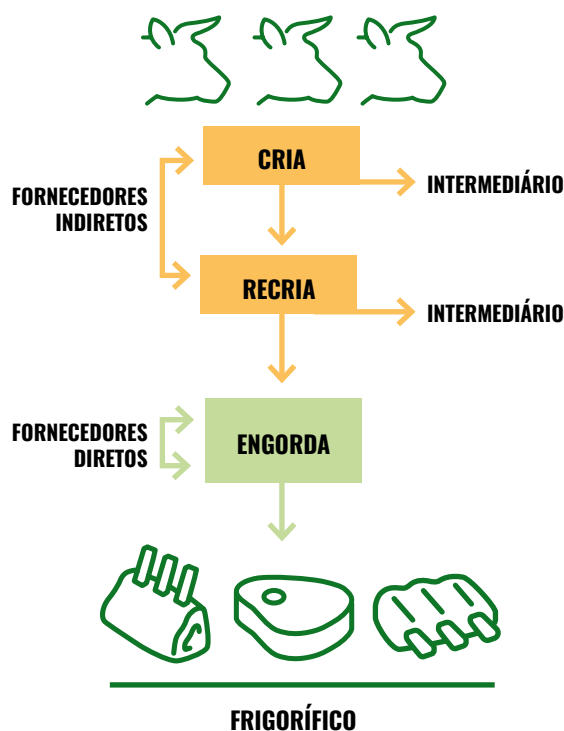 CRIA
INTERMEDIÁRIO
FORNECEDORES
INDIRETOS
RECRIA
INTERMEDIÁRIO
FORNECEDORES
DIRETOS
ENGORDA
FRIGORÍFICO